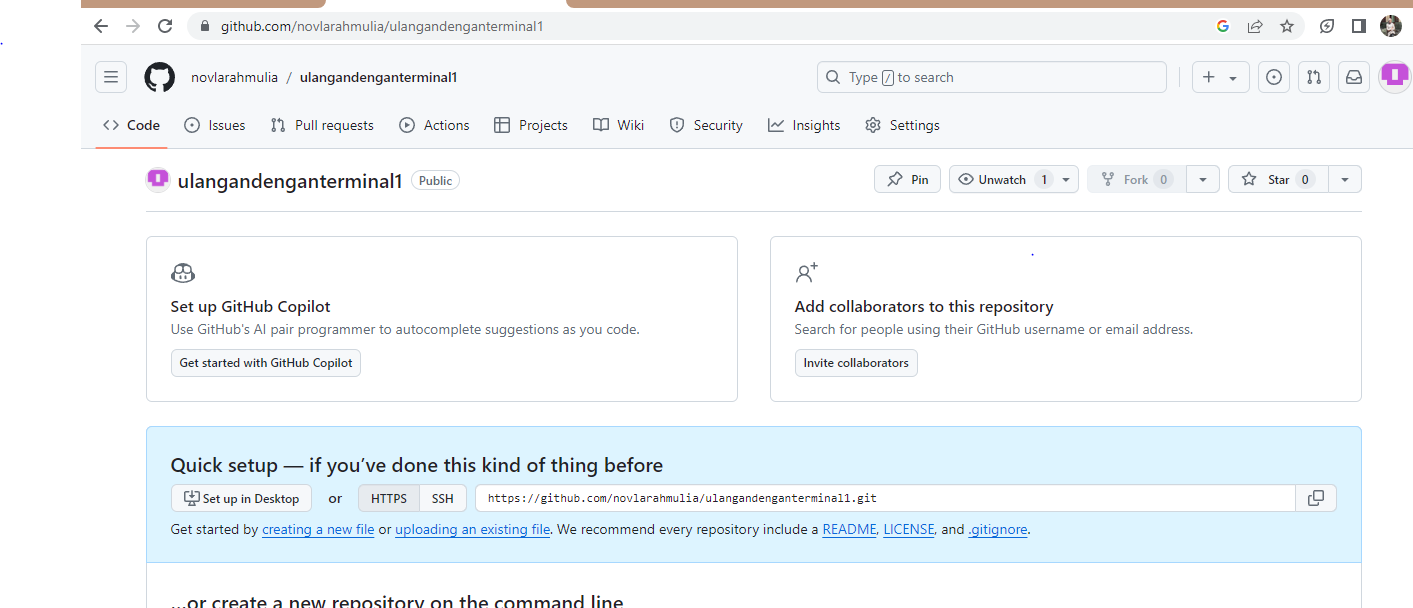 github.com/novlarahmulia/ulangandenganterminal1
novlarahmulia / ulangandenganterminal1
Type / to search
Code Issues Pull requests Actions Projects Wiki Security Insights Settings
ulangandenganterminal1 Public
Pin Unwatch 1 Fork 0 Star 0
Set up GitHub Copilot
Use GitHub's AI pair programmer to autocomplete suggestions as you code.
Get started with GitHub Copilot
Add collaborators to this repository
Search for people using their GitHub username or email address.
Invite collaborators
Quick setup — if you've done this kind of thing before
Set up in Desktop or HTTPS SSH https://github.com/novlarahmulia/ulangandenganterminal1.git
Get started by creating a new file or uploading an existing file. We recommend every repository include a README, LICENSE, and .gitignore.
...or create a new repository on the command line